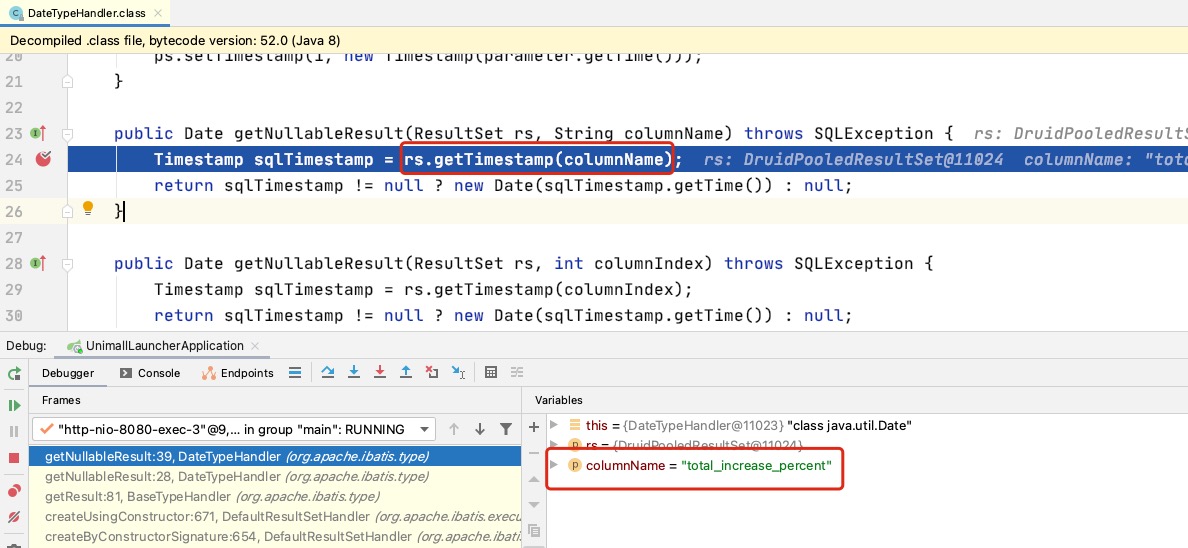 DateTypeHandler.class
Decompiled .class file, bytecode version: 52.0 (Java 8)
20 ps.setTimestamp(i, new Timestamp(parameter.getTime()));
21 }
22
23 public Date getNullableResult(ResultSet rs, String columnName) throws SQLException { rs: DruidPooledResultS
24 Timestamp sqlTimestamp = rs.getTimestamp(columnName); rs: DruidPooledResultSet@11024 columnName: "tota
25 return sqlTimestamp != null ? new Date(sqlTimestamp.getTime()) : null;
26 }
27
28 public Date getNullableResult(ResultSet rs, int columnIndex) throws SQLException {
29 Timestamp sqlTimestamp = rs.getTimestamp(columnIndex);
30 return sqlTimestamp != null ? new Date(sqlTimestamp.getTime()) : null;
Debug: UnimallLauncherApplication
Debugger Console Endpoints
Frames
Variables
"http-nio-8080-exec-3"@9,... in group "main": RUNNING
getNullableResult:39, DateTypeHandler (org.apache.ibatis.type)
getNullableResult:28, DateTypeHandler (org.apache.ibatis.type)
getResult:81, BaseTypeHandler (org.apache.ibatis.type)
createUsingConstructor:671, DefaultResultSetHandler (org.apache.ibatis.execu
createByConstructorSignature:654, DefaultResultSetHandler (org.apache.ibatis.
this = {DateTypeHandler@11023} "class java.util.Date"
rs = {DruidPooledResultSet@11024}
columnName = "total_increase_percent"